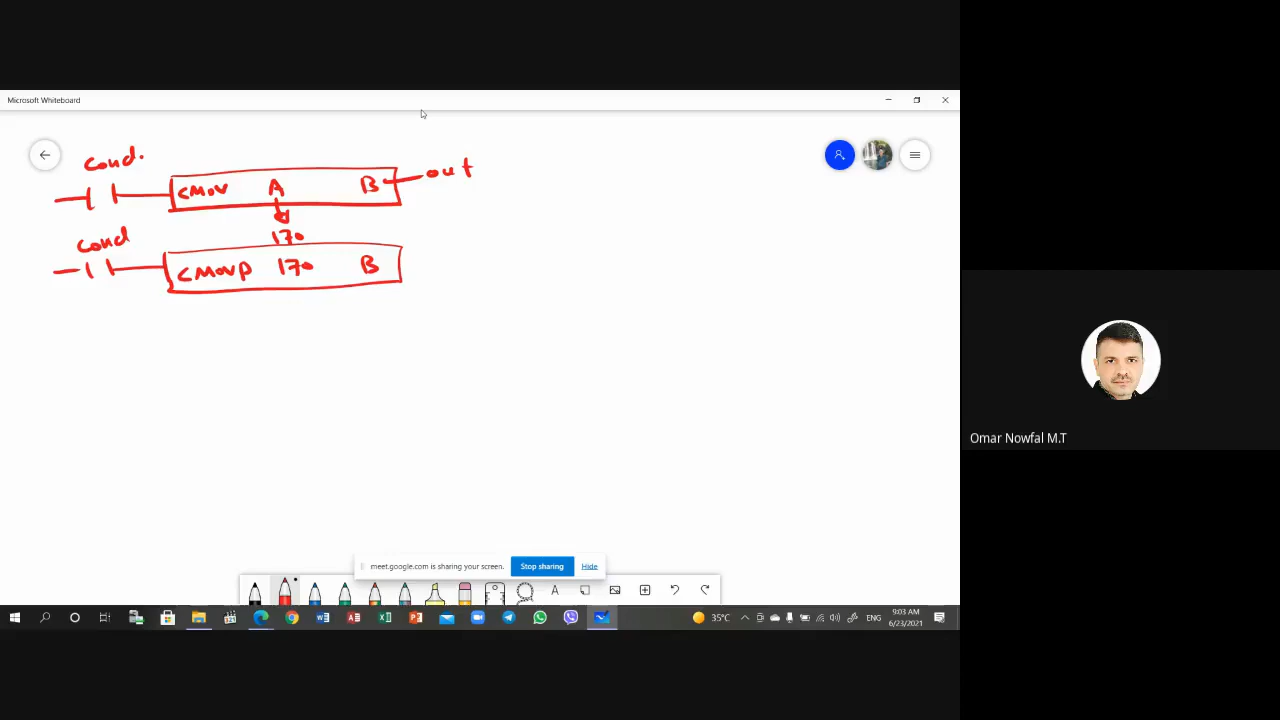 Microsoft Whiteboard
Cond.
CMOV A B out
170
Cond
CMOVP 170 B
Omar Nowfal M.T
meet.google.com is sharing your screen. Stop sharing Hide
35°C ENG 9:03 AM
6/23/2021